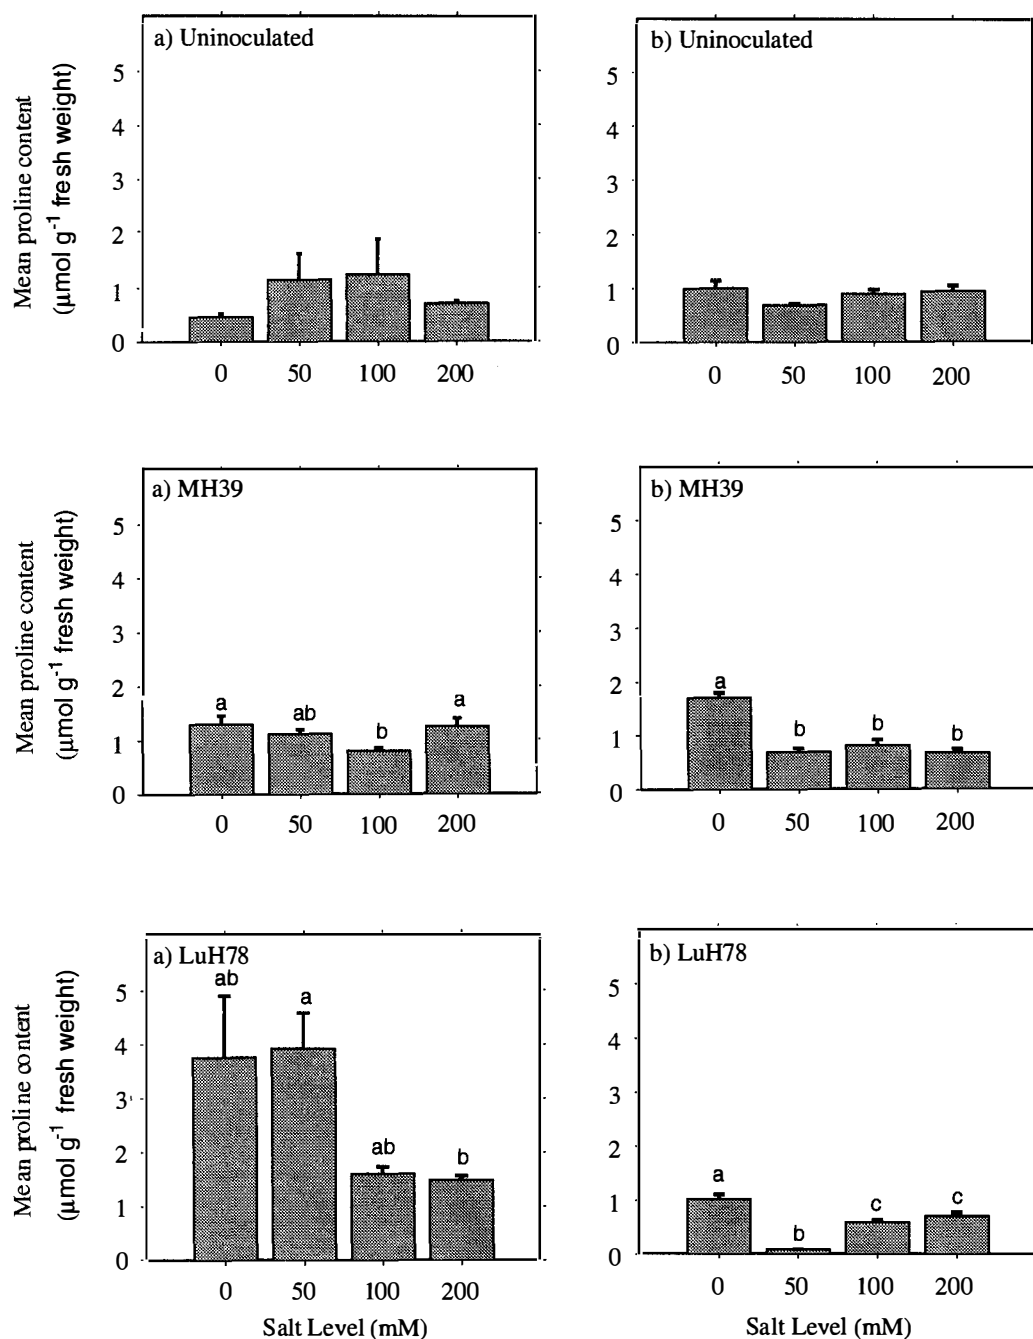 a) Uninoculated
Mean proline content
(μmol g-1 fresh weight)
5
4
3
2
1
0
0 50 100 200
b) Uninoculated
5
4
3
2
1
0
0 50 100 200
a) MH39
Mean proline content
(μmol g-1 fresh weight)
5
4
3
2
1
0
a ab b a
0 50 100 200
b) MH39
5
4
3
2
1
0
a b b b
0 50 100 200
a) LuH78
Mean proline content
(μmol g-1 fresh weight)
5
4
3
2
1
0
ab a ab b
0 50 100 200
Salt Level (mM)
b) LuH78
5
4
3
2
1
0
a b c c
0 50 100 200
Salt Level (mM)